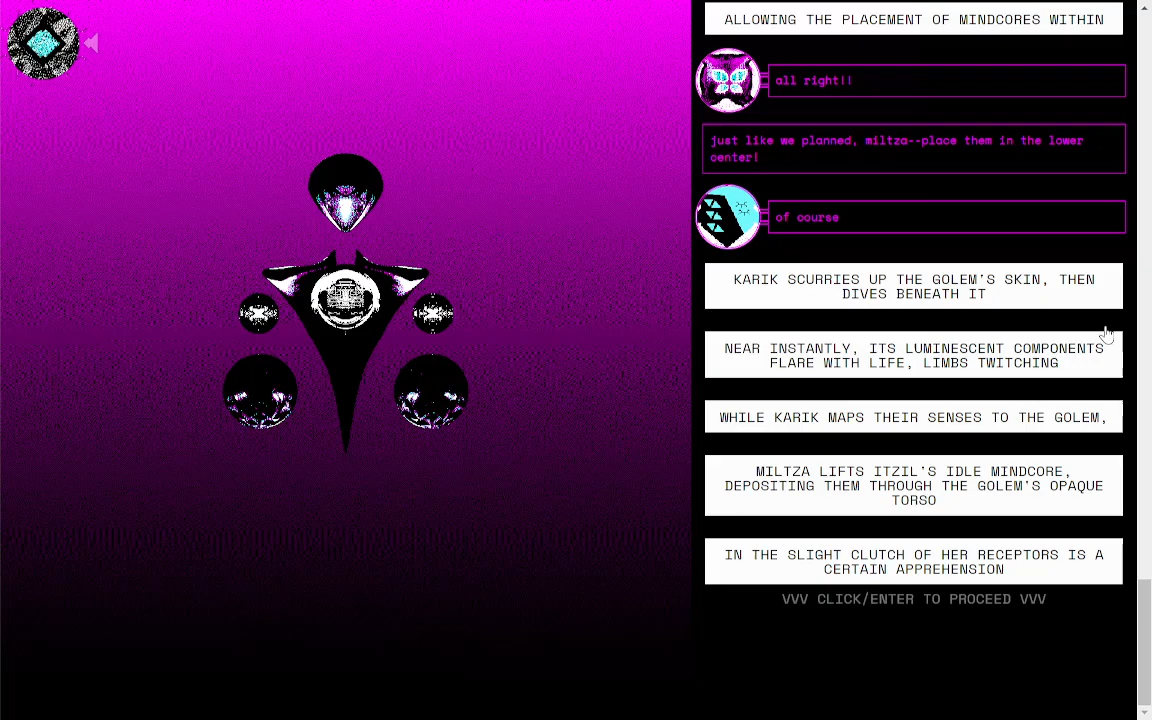 ALLOWING THE PLACEMENT OF MINDCORES WITHIN
all right!!
just like we planned, miltza--place them in the lower
center!
of course
KARIK SCURRIES UP THE GOLEM'S SKIN, THEN
DIVES BENEATH IT
NEAR INSTANTLY, ITS LUMINESCENT COMPONENTS
FLARE WITH LIFE, LIMBS TWITCHING
WHILE KARIK MAPS THEIR SENSES TO THE GOLEM,
MILTZA LIFTS ITZIL'S IDLE MINDCORE,
DEPOSITING THEM THROUGH THE GOLEM'S OPAQUE
TORSO
IN THE SLIGHT CLUTCH OF HER RECEPTORS IS A
CERTAIN APPREHENSION
VVV CLICK/ENTER TO PROCEED VVV